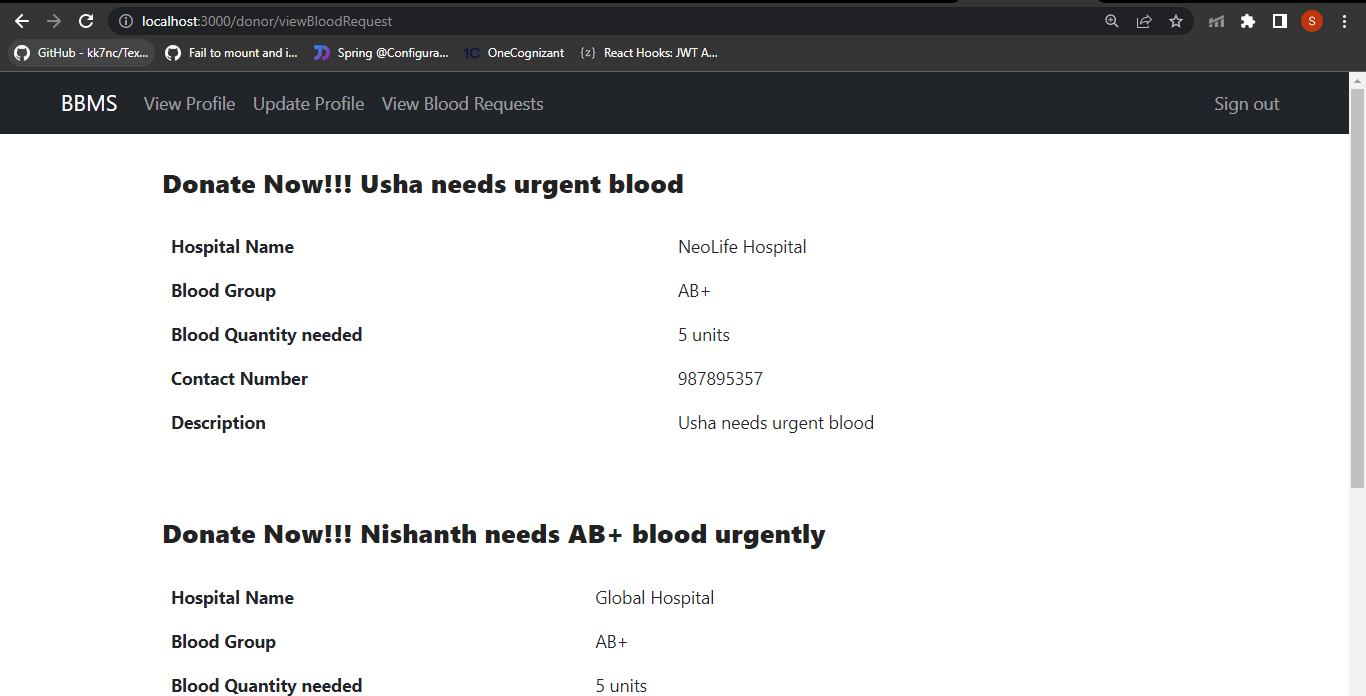 localhost:3000/donor/viewBloodRequest
S
GitHub - kk7nc/Tex... Fail to mount and i... Spring @Configura... 1C OneCognizant {z} React Hooks: JWT A...
BBMS View Profile Update Profile View Blood Requests Sign out
Donate Now!!! Usha needs urgent blood
Hospital Name NeoLife Hospital
Blood Group AB+
Blood Quantity needed 5 units
Contact Number 987895357
Description Usha needs urgent blood
Donate Now!!! Nishanth needs AB+ blood urgently
Hospital Name Global Hospital
Blood Group AB+
Blood Quantity needed 5 units